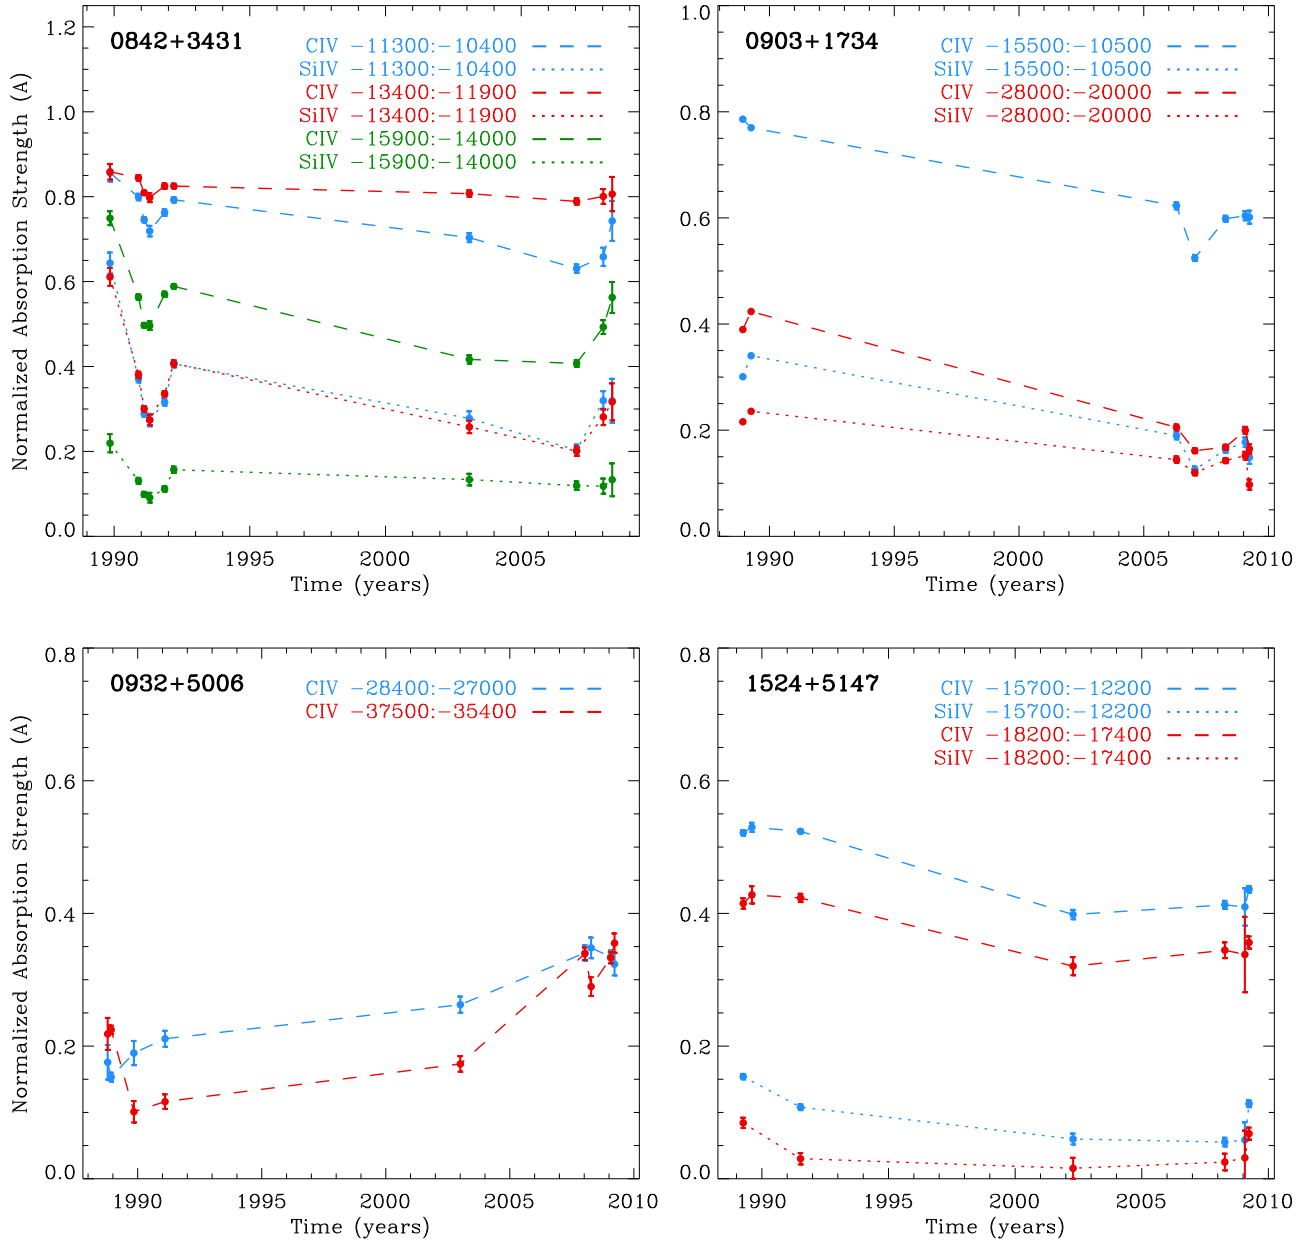 0842+3431
CIV −11300:−10400
SiIV −11300:−10400
CIV −13400:−11900
SiIV −13400:−11900
CIV −15900:−14000
SiIV −15900:−14000
Normalized Absorption Strength (A)
1.2
1.0
0.8
0.6
0.4
0.2
0.0
1990 1995 2000 2005
Time (years)
0903+1734
CIV −15500:−10500
SiIV −15500:−10500
CIV −28000:−20000
SiIV −28000:−20000
1.0
0.8
0.6
0.4
0.2
0.0
1990 1995 2000 2005 2010
Time (years)
0932+5006
CIV −28400:−27000
CIV −37500:−35400
Normalized Absorption Strength (A)
0.8
0.6
0.4
0.2
0.0
1990 1995 2000 2005 2010
Time (years)
1524+5147
CIV −15700:−12200
SiIV −15700:−12200
CIV −18200:−17400
SiIV −18200:−17400
0.8
0.6
0.4
0.2
0.0
1990 1995 2000 2005 2010
Time (years)